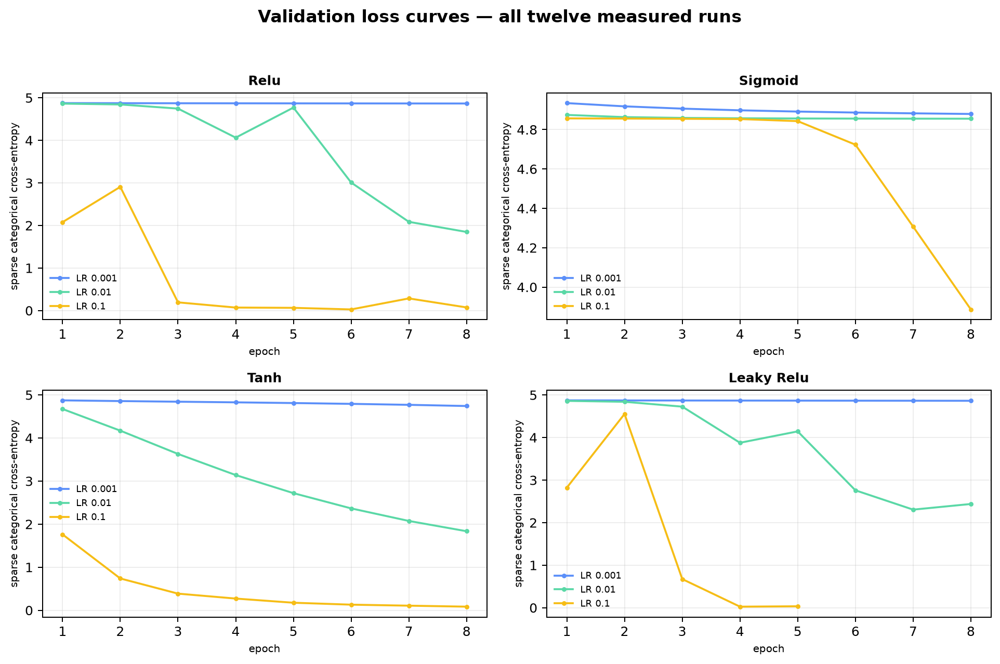 Validation loss curves — all twelve measured runs
Relu
sparse categorical cross-entropy
5
4
3
2
1
0
LR 0.001
LR 0.01
LR 0.1
1 2 3 4 5 6 7 8
epoch
Sigmoid
sparse categorical cross-entropy
4.8
4.6
4.4
4.2
4.0
LR 0.001
LR 0.01
LR 0.1
1 2 3 4 5 6 7 8
epoch
Tanh
sparse categorical cross-entropy
5
4
3
2
1
0
LR 0.001
LR 0.01
LR 0.1
1 2 3 4 5 6 7 8
epoch
Leaky Relu
sparse categorical cross-entropy
5
4
3
2
1
0
LR 0.001
LR 0.01
LR 0.1
1 2 3 4 5 6 7 8
epoch